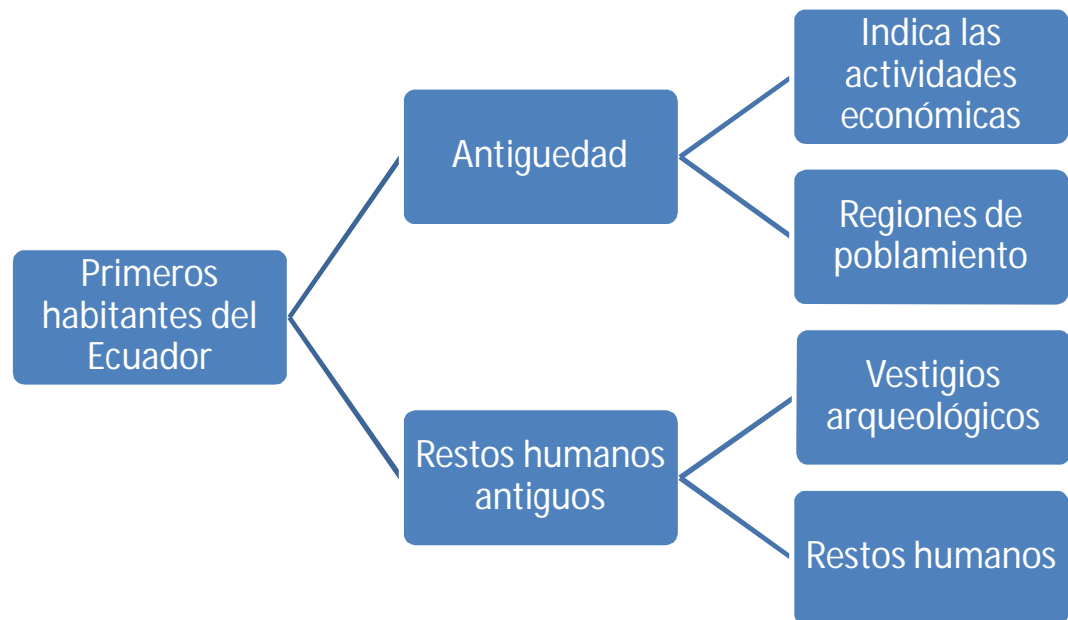 Primeros
habitantes del
Ecuador
Antiguedad
Indica las
actividades
económicas
Regiones de
poblamiento
Restos humanos
antiguos
Vestigios
arqueológicos
Restos humanos